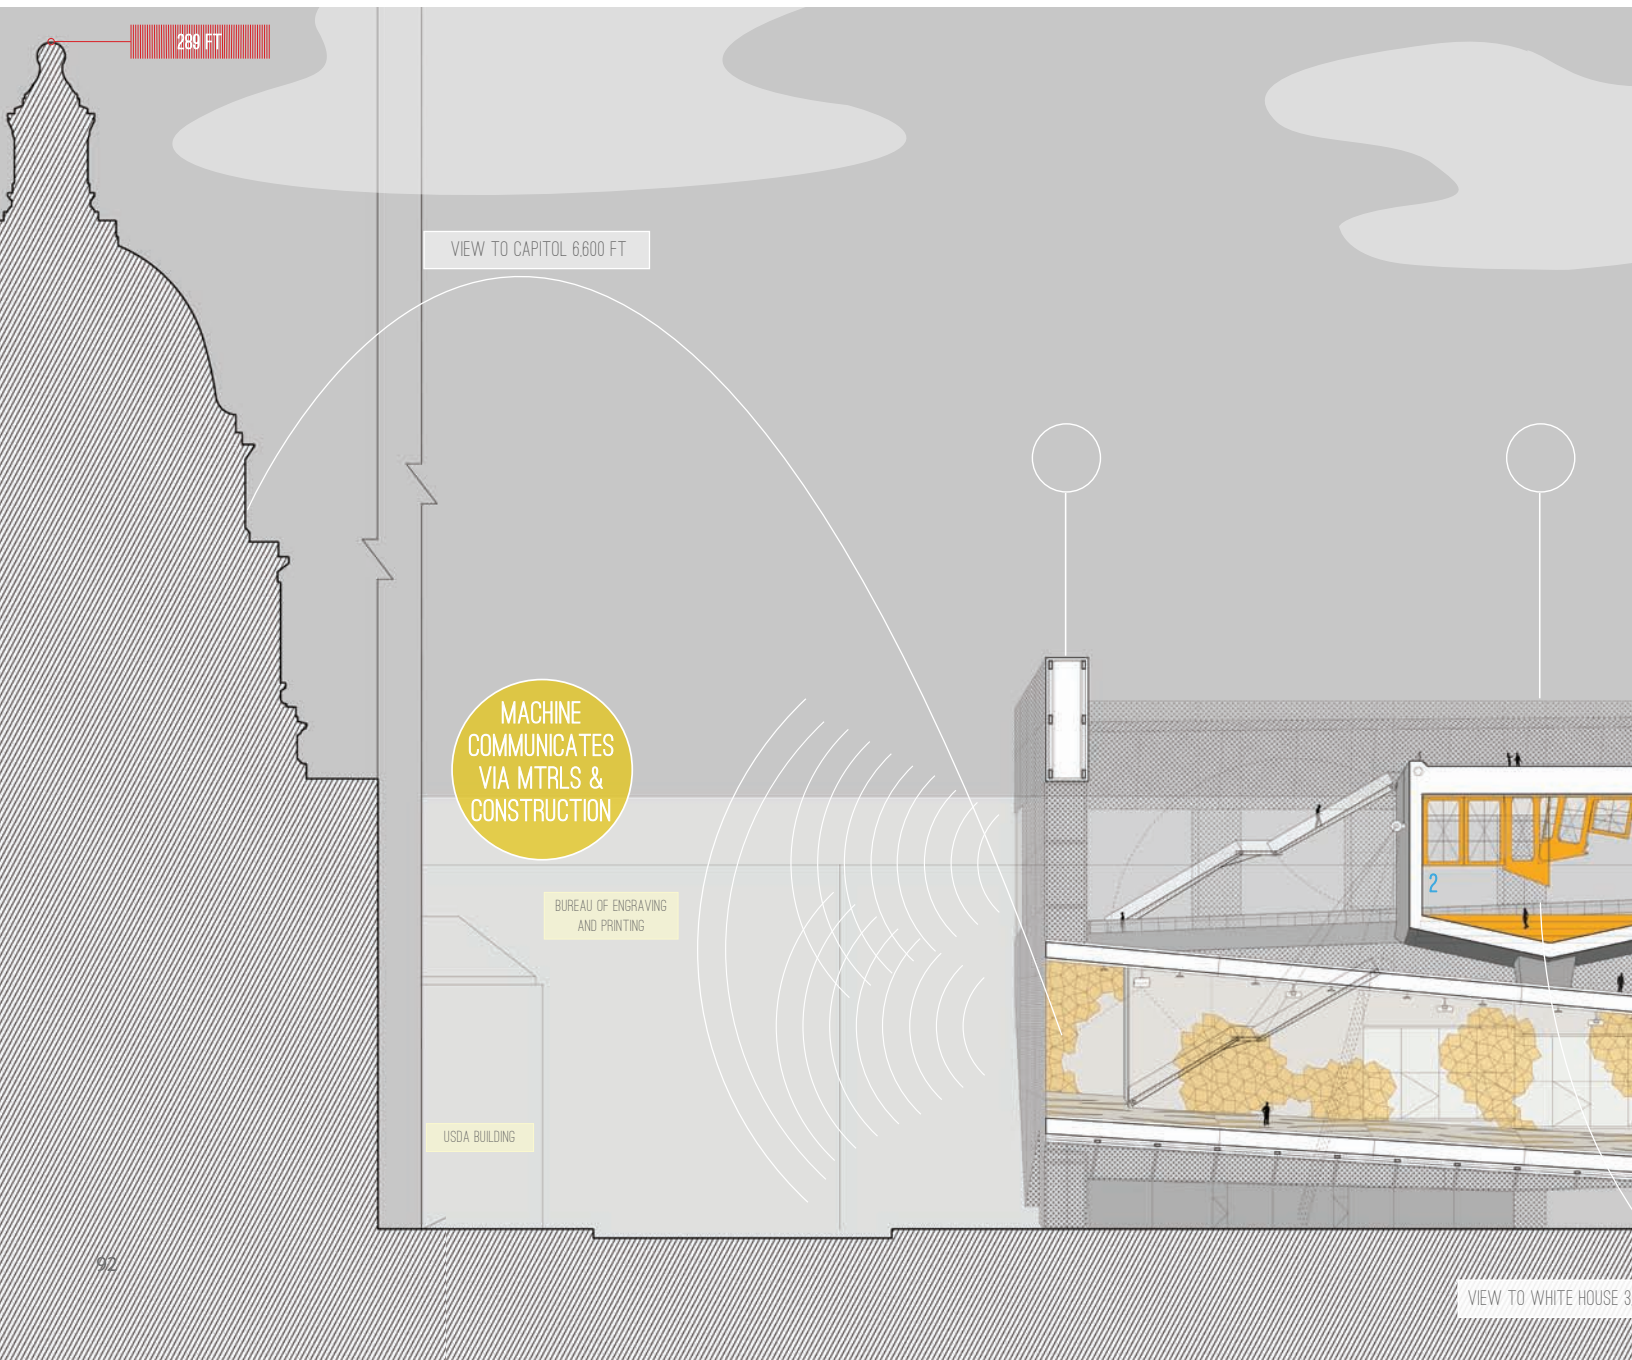 289 FT
VIEW TO CAPITOL 6,600 FT
MACHINE
COMMUNICATES
VIA MTRLS &
CONSTRUCTION
2
BUREAU OF ENGRAVING
AND PRINTING
USDA BUILDING
92
VIEW TO WHITE HOUSE 3